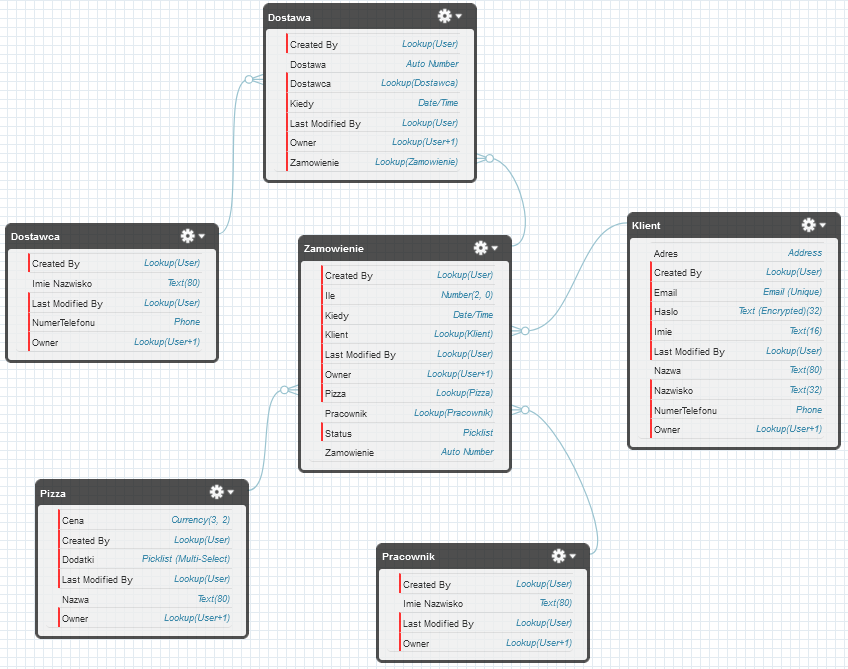 Dostawa
Created By Lookup(User)
Dostawa Auto Number
Dostawca Lookup(Dostawca)
Kiedy Date/Time
Last Modified By Lookup(User)
Owner Lookup(User+1)
Zamowienie Lookup(Zamowienie)
Dostawca
Created By Lookup(User)
Imie Nazwisko Text(80)
Last Modified By Lookup(User)
NumerTelefonu Phone
Owner Lookup(User+1)
Zamowienie
Created By Lookup(User)
Ile Number(2, 0)
Kiedy Date/Time
Klient Lookup(Klient)
Last Modified By Lookup(User)
Owner Lookup(User+1)
Pizza Lookup(Pizza)
Pracownik Lookup(Pracownik)
Status Picklist
Zamowienie Auto Number
Klient
Adres Address
Created By Lookup(User)
Email Email (Unique)
Haslo Text (Encrypted)(32)
Imie Text(16)
Last Modified By Lookup(User)
Nazwa Text(80)
Nazwisko Text(32)
NumerTelefonu Phone
Owner Lookup(User+1)
Pizza
Cena Currency(3, 2)
Created By Lookup(User)
Dodatki Picklist (Multi-Select)
Last Modified By Lookup(User)
Nazwa Text(80)
Owner Lookup(User+1)
Pracownik
Created By Lookup(User)
Imie Nazwisko Text(80)
Last Modified By Lookup(User)
Owner Lookup(User+1)